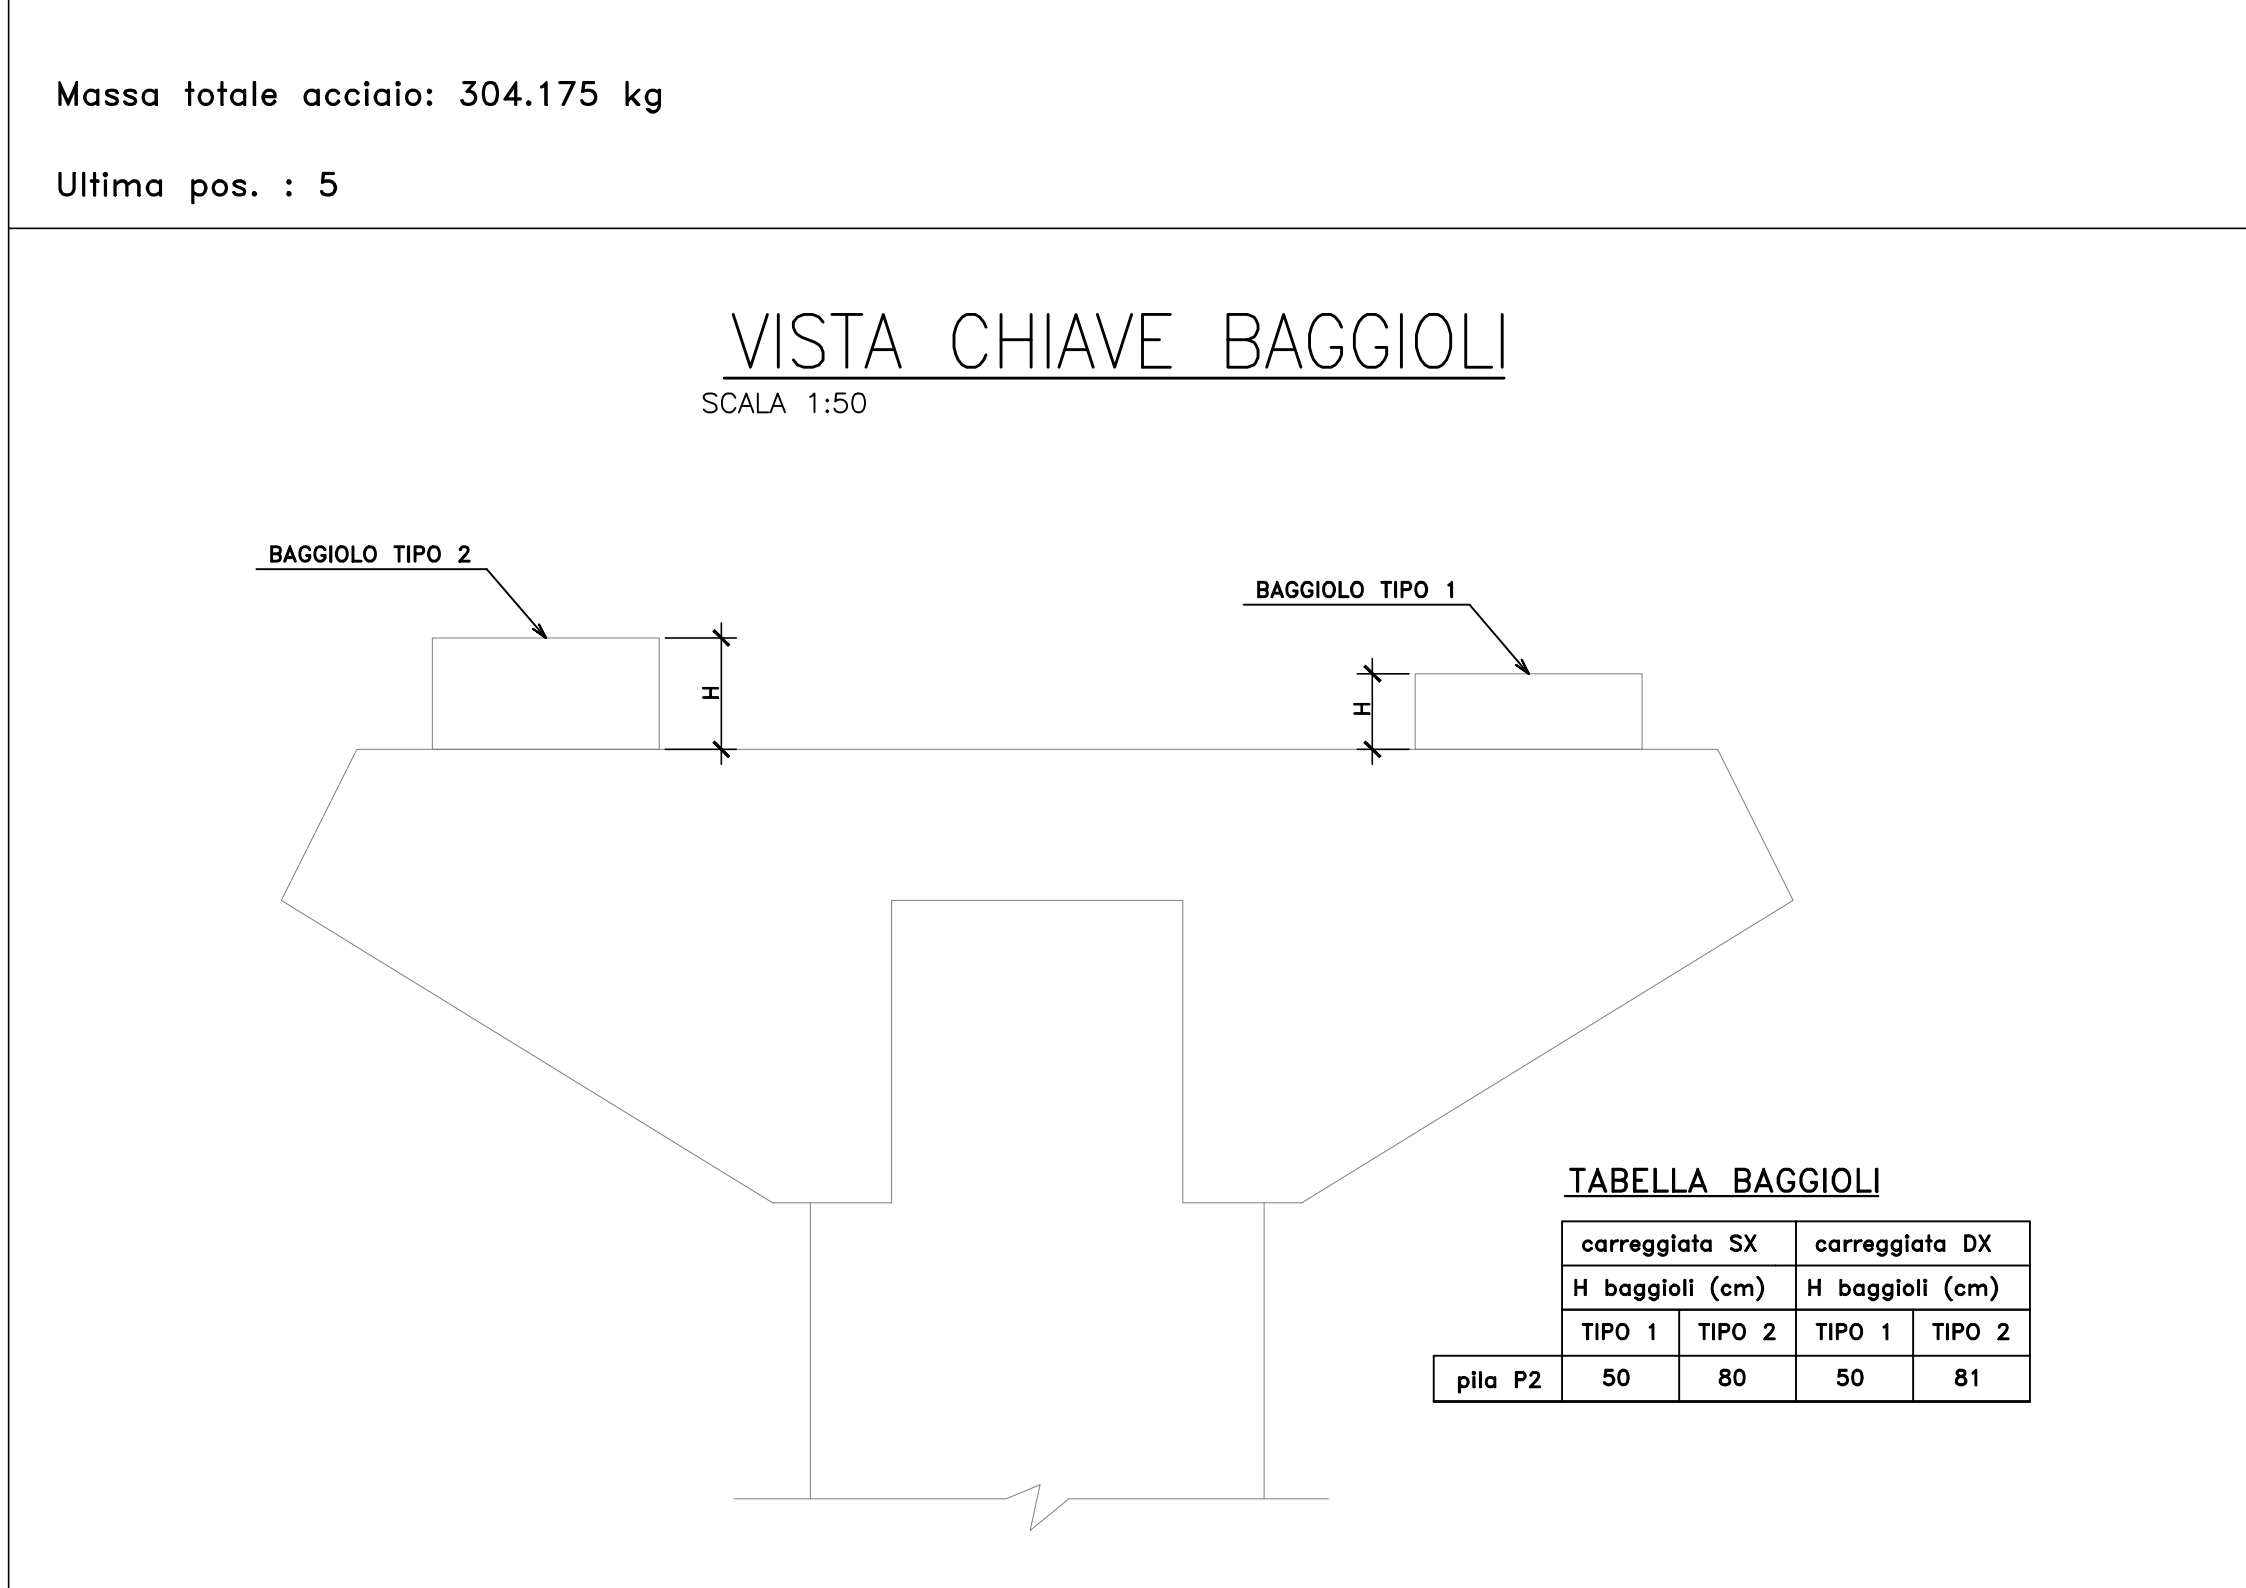 Massa totale acciaio: 304.175 kg
Ultima pos. : 5
VISTA CHIAVE BAGGIOLI
SCALA 1:50
BAGGIOLO TIPO 2
BAGGIOLO TIPO 1
H
H
TABELLA BAGGIOLI
carreggiata SX carreggiata DX
H baggioli (cm) H baggioli (cm)
TIPO 1 TIPO 2 TIPO 1 TIPO 2
pila P2 50 80 50 81